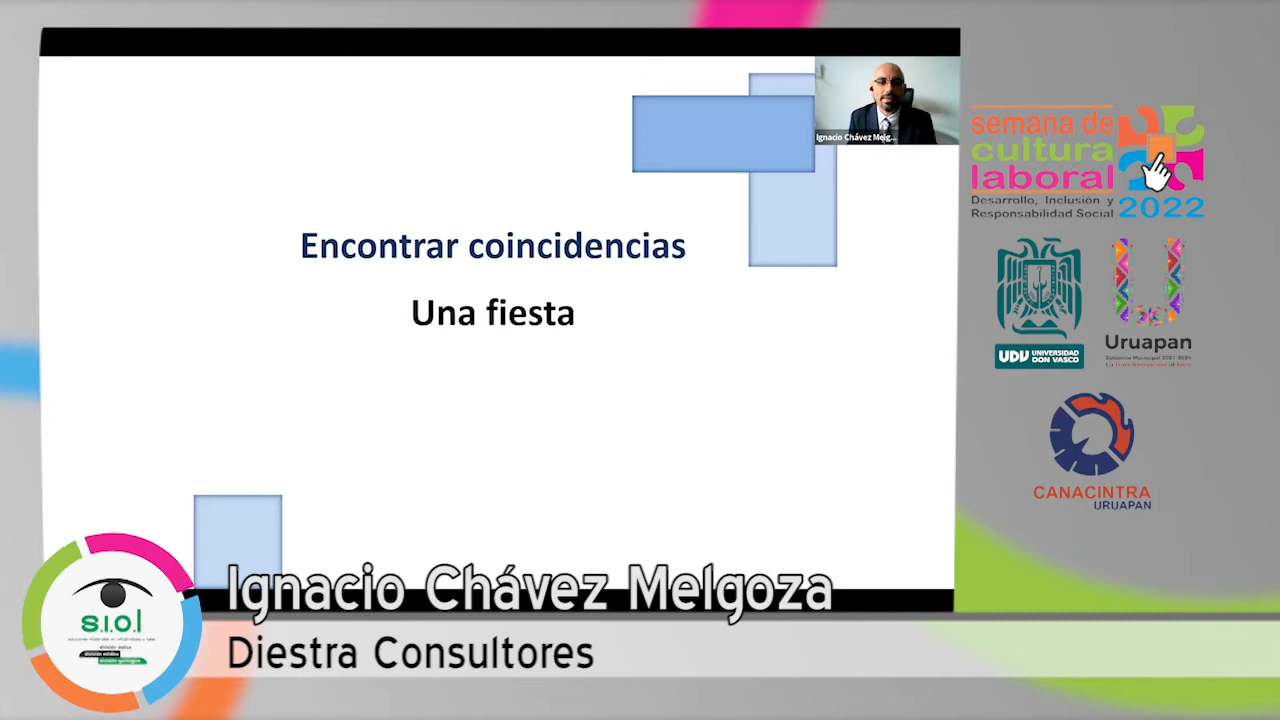 Encontrar coincidencias
Una fiesta
Ignacio Chávez Melg...
semana de
cultura
laboral
Desarrollo, Inclusión y
Responsabilidad Social
2022
UDV UNIVERSIDAD
DON VASCO
Uruapan
CANACINTRA
URUAPAN
s.i.o.l
Ignacio Chávez Melgoza
Diestra Consultores